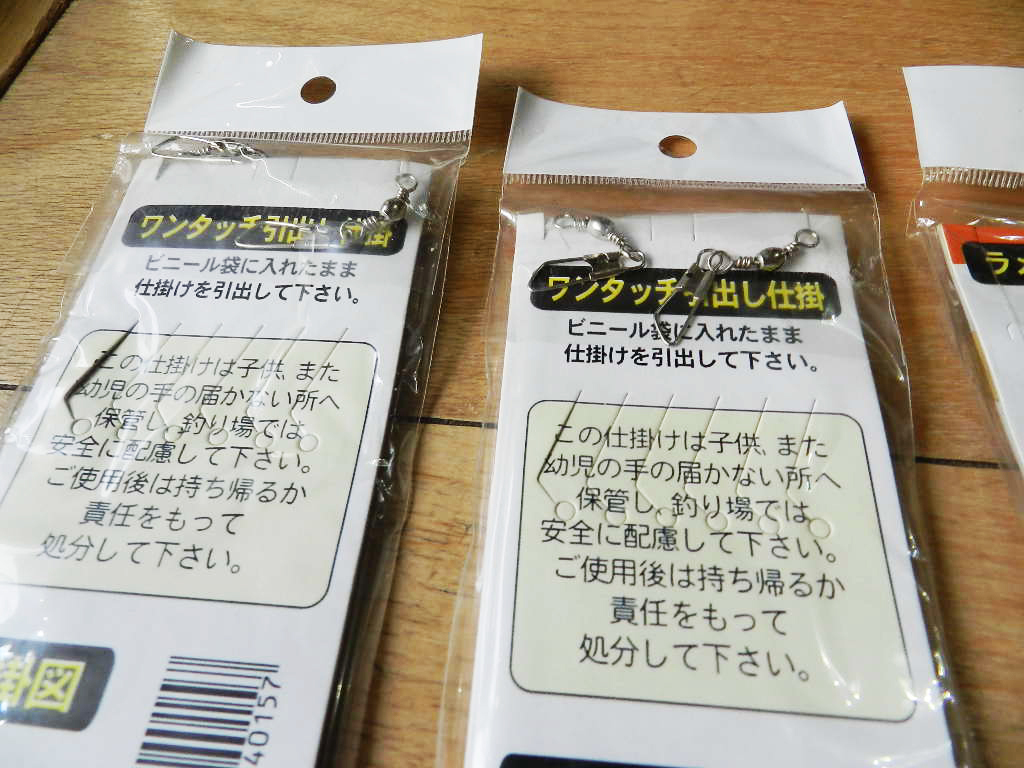 ワンタッチ引出し仕掛
ビニール袋に入れたまま
仕掛けを引出して下さい。
この仕掛けは子供、また
幼児の手の届かない所へ
保管し、釣り場では
安全に配慮して下さい。
ご使用後は持ち帰るか
責任をもって
処分して下さい。
掛図
40157
ワンタッチ引出し仕掛
ビニール袋に入れたまま
仕掛けを引出して下さい。
この仕掛けは子供、また
幼児の手の届かない所へ
保管し、釣り場では
安全に配慮して下さい。
ご使用後は持ち帰るか
責任をもって
処分して下さい。
ラメ